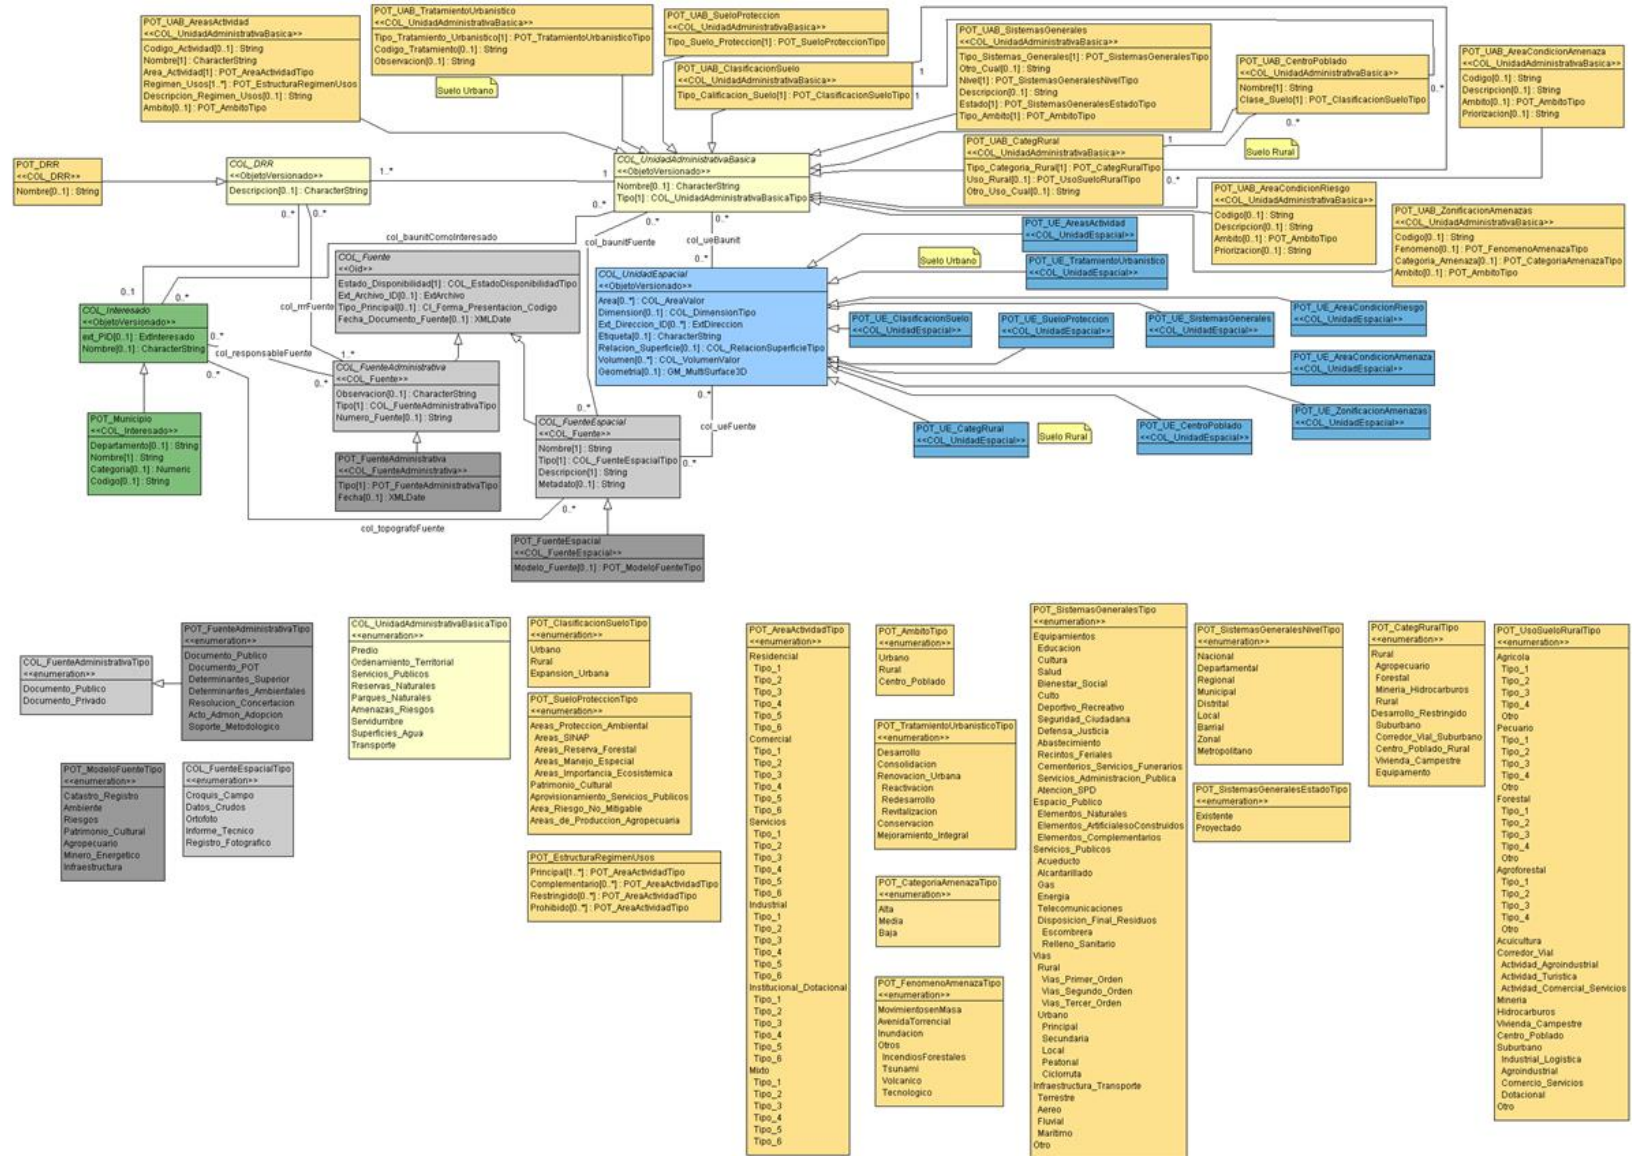 POT_UAB_AreasActividad
<<COL_UnidadAdministrativaBasica>>
Codigo_Actividad[0..1] : String
Nombre[1] : CharacterString
Area_Actividad[1] : POT_AreaActividadTipo
Regimen_Usos[1..*] : POT_EstructuraRegimenUsos
Descripcion_Regimen_Usos[0..1] : String
Ambito[0..1] : POT_AmbitoTipo
POT_UAB_TratamientoUrbanistico
<<COL_UnidadAdministrativaBasica>>
Tipo_Tratamiento_Urbanistico[1] : POT_TratamientoUrbanisticoTipo
Codigo_Tratamiento[0..1] : String
Observacion[0..1] : String
Suelo Urbano
POT_UAB_SueloProteccion
<<COL_UnidadAdministrativaBasica>>
Tipo_Suelo_Proteccion[1] : POT_SueloProteccionTipo
POT_UAB_ClasificacionSuelo
<<COL_UnidadAdministrativaBasica>>
Tipo_Calificacion_Suelo[1] : POT_ClasificacionSueloTipo
1
1
POT_UAB_SistemasGenerales
<<COL_UnidadAdministrativaBasica>>
Tipo_Sistemas_Generales[1] : POT_SistemasGeneralesTipo
Otro_Cual[0..1] : String
Nivel[1] : POT_SistemasGeneralesNivelTipo
Descripcion[0..1] : String
Estado[1] : POT_SistemasGeneralesEstadoTipo
Tipo_Ambito[1] : POT_AmbitoTipo
POT_UAB_CentroPoblado
<<COL_UnidadAdministrativaBasica>>
Nombre[1] : String
Clase_Suelo[1] : POT_ClasificacionSueloTipo
0..*
0..*
POT_UAB_AreaCondicionAmenaza
<<COL_UnidadAdministrativaBasica>>
Codigo[0..1] : String
Descripcion[0..1] : String
Ambito[0..1] : POT_AmbitoTipo
Priorizacion[0..1] : String
Suelo Rural
POT_UAB_CategRural
<<COL_UnidadAdministrativaBasica>>
Tipo_Categoria_Rural[1] : POT_CategRuralTipo
Uso_Rural[0..1] : POT_UsoSueloRuralTipo
Otro_Uso_Cual[0..1] : String
1
0..*
POT_UAB_AreaCondicionRiesgo
<<COL_UnidadAdministrativaBasica>>
Codigo[0..1] : String
Descripcion[0..1] : String
Ambito[0..1] : POT_AmbitoTipo
Priorizacion[0..1] : String
POT_UAB_ZonificacionAmenazas
<<COL_UnidadAdministrativaBasica>>
Codigo[0..1] : String
Fenomeno[0..1] : POT_FenomenoAmenazaTipo
Categoria_Amenaza[0..1] : POT_CategoriaAmenazaTipo
Ambito[0..1] : POT_AmbitoTipo
POT_DRR
<<COL_DRR>>
Nombre[0..1] : String
COL_DRR
<<ObjetoVersionado>>
Descripcion[0..1] : CharacterString
1..*
1
0..*
0..*
COL_UnidadAdministrativaBasica
<<ObjetoVersionado>>
Nombre[0..1] : CharacterString
Tipo[1] : COL_UnidadAdministrativaBasicaTipo
0..*
0..*
0..*
col_baunitComoInteresado
col_baunitFuente
col_ueBaunit
0..*
COL_Fuente
<<Oid>>
Estado_Disponibilidad[1] : COL_EstadoDisponibilidadTipo
Ext_Archivo_ID[0..1] : ExtArchivo
Tipo_Principal[0..1] : CI_Forma_Presentacion_Codigo
Fecha_Documento_Fuente[0..1] : XMLDate
COL_UnidadEspacial
<<ObjetoVersionado>>
Area[0..*] : COL_AreaValor
Dimension[0..1] : COL_DimensionTipo
Ext_Direccion_ID[0..*] : ExtDireccion
Etiqueta[0..1] : CharacterString
Relacion_Superficie[0..1] : COL_RelacionSuperficieTipo
Volumen[0..*] : COL_VolumenValor
Geometria[0..1] : GM_MultiSurface3D
POT_UE_AreasActividad
<<COL_UnidadEspacial>>
Suelo Urbano
POT_UE_TratamientoUrbanistico
<<COL_UnidadEspacial>>
POT_UE_ClasificacionSuelo
<<COL_UnidadEspacial>>
POT_UE_SueloProteccion
<<COL_UnidadEspacial>>
POT_UE_SistemasGenerales
<<COL_UnidadEspacial>>
POT_UE_AreaCondicionRiesgo
<<COL_UnidadEspacial>>
POT_UE_AreaCondicionAmenaza
<<COL_UnidadEspacial>>
POT_UE_ZonificacionAmenazas
<<COL_UnidadEspacial>>
POT_UE_CategRural
<<COL_UnidadEspacial>>
Suelo Rural
POT_UE_CentroPoblado
<<COL_UnidadEspacial>>
0..1
0..*
COL_Interesado
<<ObjetoVersionado>>
ext_PID[0..1] : ExtInteresado
Nombre[0..1] : CharacterString
col_rrrFuente
0..*
col_responsableFuente
0..*
1..*
0..*
COL_FuenteAdministrativa
<<COL_Fuente>>
Observacion[0..1] : CharacterString
Tipo[1] : COL_FuenteAdministrativaTipo
Numero_Fuente[0..1] : String
POT_Municipio
<<COL_Interesado>>
Departamento[0..1] : String
Nombre[1] : String
Categoria[0..1] : Numeric
Codigo[0..1] : String
POT_FuenteAdministrativa
<<COL_FuenteAdministrativa>>
Tipo[1] : POT_FuenteAdministrativaTipo
Fecha[0..1] : XMLDate
0..*
COL_FuenteEspacial
<<COL_Fuente>>
Nombre[1] : String
Tipo[1] : COL_FuenteEspacialTipo
Descripcion[1] : String
Metadato[0..1] : String
0..*
col_ueFuente
0..*
0..*
col_topografoFuente
POT_FuenteEspacial
<<COL_FuenteEspacial>>
Modelo_Fuente[0..1] : POT_ModeloFuenteTipo
COL_FuenteAdministrativaTipo
<<enumeration>>
Documento_Publico
Documento_Privado
POT_FuenteAdministrativaTipo
<<enumeration>>
Documento_Publico
Documento_POT
Determinantes_Superior
Determinantes_Ambientales
Resolucion_Concertacion
Acto_Admon_Adopcion
Soporte_Metodologico
POT_ModeloFuenteTipo
<<enumeration>>
Catastro_Registro
Ambiente
Riesgos
Patrimonio_Cultural
Agropecuario
Minero_Energetico
Infraestructura
COL_FuenteEspacialTipo
<<enumeration>>
Croquis_Campo
Datos_Crudos
Ortofoto
Informe_Tecnico
Registro_Fotografico
COL_UnidadAdministrativaBasicaTipo
<<enumeration>>
Predio
Ordenamiento_Territorial
Servicios_Publicos
Reservas_Naturales
Parques_Naturales
Amenazas_Riesgos
Servidumbre
Superficies_Agua
Transporte
POT_ClasificacionSueloTipo
<<enumeration>>
Urbano
Rural
Expansion_Urbana
POT_SueloProteccionTipo
<<enumeration>>
Areas_Proteccion_Ambiental
Areas_SINAP
Areas_Reserva_Forestal
Areas_Manejo_Especial
Areas_Importancia_Ecosistemica
Patrimonio_Cultural
Aprovisionamiento_Servicios_Publicos
Area_Riesgo_No_Mitigable
Areas_de_Produccion_Agropecuaria
POT_EstructuraRegimenUsos
Principal[1..*] : POT_AreaActividadTipo
Complementario[0..*] : POT_AreaActividadTipo
Restringido[0..*] : POT_AreaActividadTipo
Prohibido[0..*] : POT_AreaActividadTipo
POT_AreaActividadTipo
<<enumeration>>
Residencial
Tipo_1
Tipo_2
Tipo_3
Tipo_4
Tipo_5
Tipo_6
Comercial
Tipo_1
Tipo_2
Tipo_3
Tipo_4
Tipo_5
Tipo_6
Servicios
Tipo_1
Tipo_2
Tipo_3
Tipo_4
Tipo_5
Tipo_6
Industrial
Tipo_1
Tipo_2
Tipo_3
Tipo_4
Tipo_5
Tipo_6
Institucional_Dotacional
Tipo_1
Tipo_2
Tipo_3
Tipo_4
Tipo_5
Tipo_6
Mixto
Tipo_1
Tipo_2
Tipo_3
Tipo_4
Tipo_5
Tipo_6
POT_AmbitoTipo
<<enumeration>>
Urbano
Rural
Centro_Poblado
POT_TratamientoUrbanisticoTipo
<<enumeration>>
Desarrollo
Consolidacion
Renovacion_Urbana
Reactivacion
Redesarrollo
Revitalizacion
Conservacion
Mejoramiento_Integral
POT_CategoriaAmenazaTipo
<<enumeration>>
Alta
Media
Baja
POT_FenomenoAmenazaTipo
<<enumeration>>
MovimientosenMasa
AvenidaTorrencial
Inundacion
Otros
IncendiosForestales
Tsunami
Volcanico
Tecnologico
POT_SistemasGeneralesTipo
<<enumeration>>
Equipamientos
Educacion
Cultura
Salud
Bienestar_Social
Culto
Deportivo_Recreativo
Seguridad_Ciudadana
Defensa_Justicia
Abastecimiento
Recintos_Feriales
Cementerios_Servicios_Funerarios
Servicios_Administracion_Publica
Atencion_SPD
Espacio_Publico
Elementos_Naturales
Elementos_ArtificialesoConstruidos
Elementos_Complementarios
Servicios_Publicos
Acueducto
Alcantarillado
Gas
Energia
Telecomunicaciones
Disposicion_Final_Residuos
Escombrera
Relleno_Sanitario
Vias
Rural
Vias_Primer_Orden
Vias_Segundo_Orden
Vias_Tercer_Orden
Urbano
Principal
Secundaria
Local
Peatonal
Ciclorruta
Infraestructura_Transporte
Terrestre
Aereo
Fluvial
Maritimo
Otro
POT_SistemasGeneralesNivelTipo
<<enumeration>>
Nacional
Departamental
Regional
Municipal
Distrital
Local
Barrial
Zonal
Metropolitano
POT_SistemasGeneralesEstadoTipo
<<enumeration>>
Existente
Proyectado
POT_CategRuralTipo
<<enumeration>>
Rural
Agropecuario
Forestal
Mineria_Hidrocarburos
Rural
Desarrollo_Restringido
Suburbano
Corredor_Vial_Suburbano
Centro_Poblado_Rural
Vivienda_Campestre
Equipamento
POT_UsoSueloRuralTipo
<<enumeration>>
Agricola
Tipo_1
Tipo_2
Tipo_3
Tipo_4
Otro
Pecuario
Tipo_1
Tipo_2
Tipo_3
Tipo_4
Otro
Forestal
Tipo_1
Tipo_2
Tipo_3
Tipo_4
Otro
Agroforestal
Tipo_1
Tipo_2
Tipo_3
Tipo_4
Otro
Acuicultura
Corredor_Vial
Actividad_Agroindustrial
Actividad_Turistica
Actividad_Comercial_Servicios
Mineria
Hidrocarburos
Vivienda_Campestre
Centro_Poblado
Suburbano
Industrial_Logistica
Agroindustrial
Comercio_Servicios
Dotacional
Otro